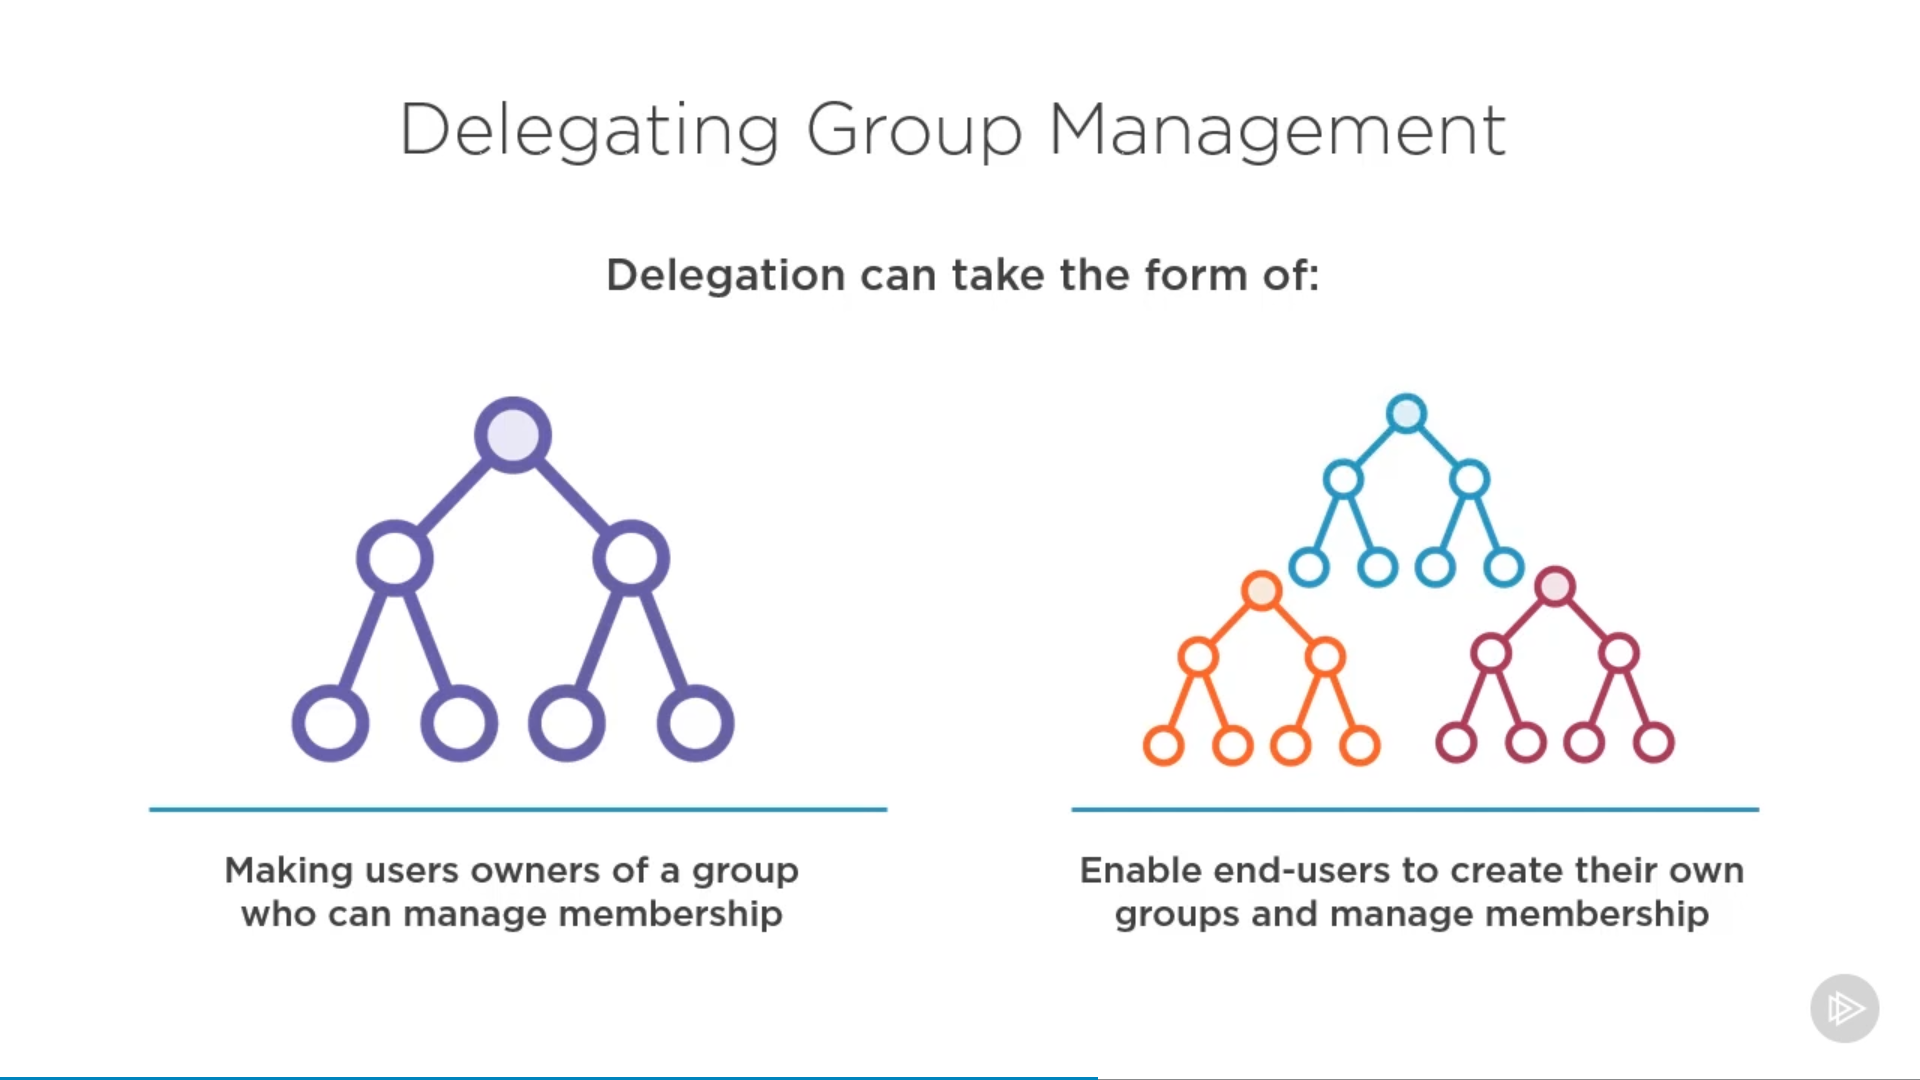 Delegating Group Management
Delegation can take the form of:
Making users owners of a group
who can manage membership
Enable end-users to create their own
groups and manage membership